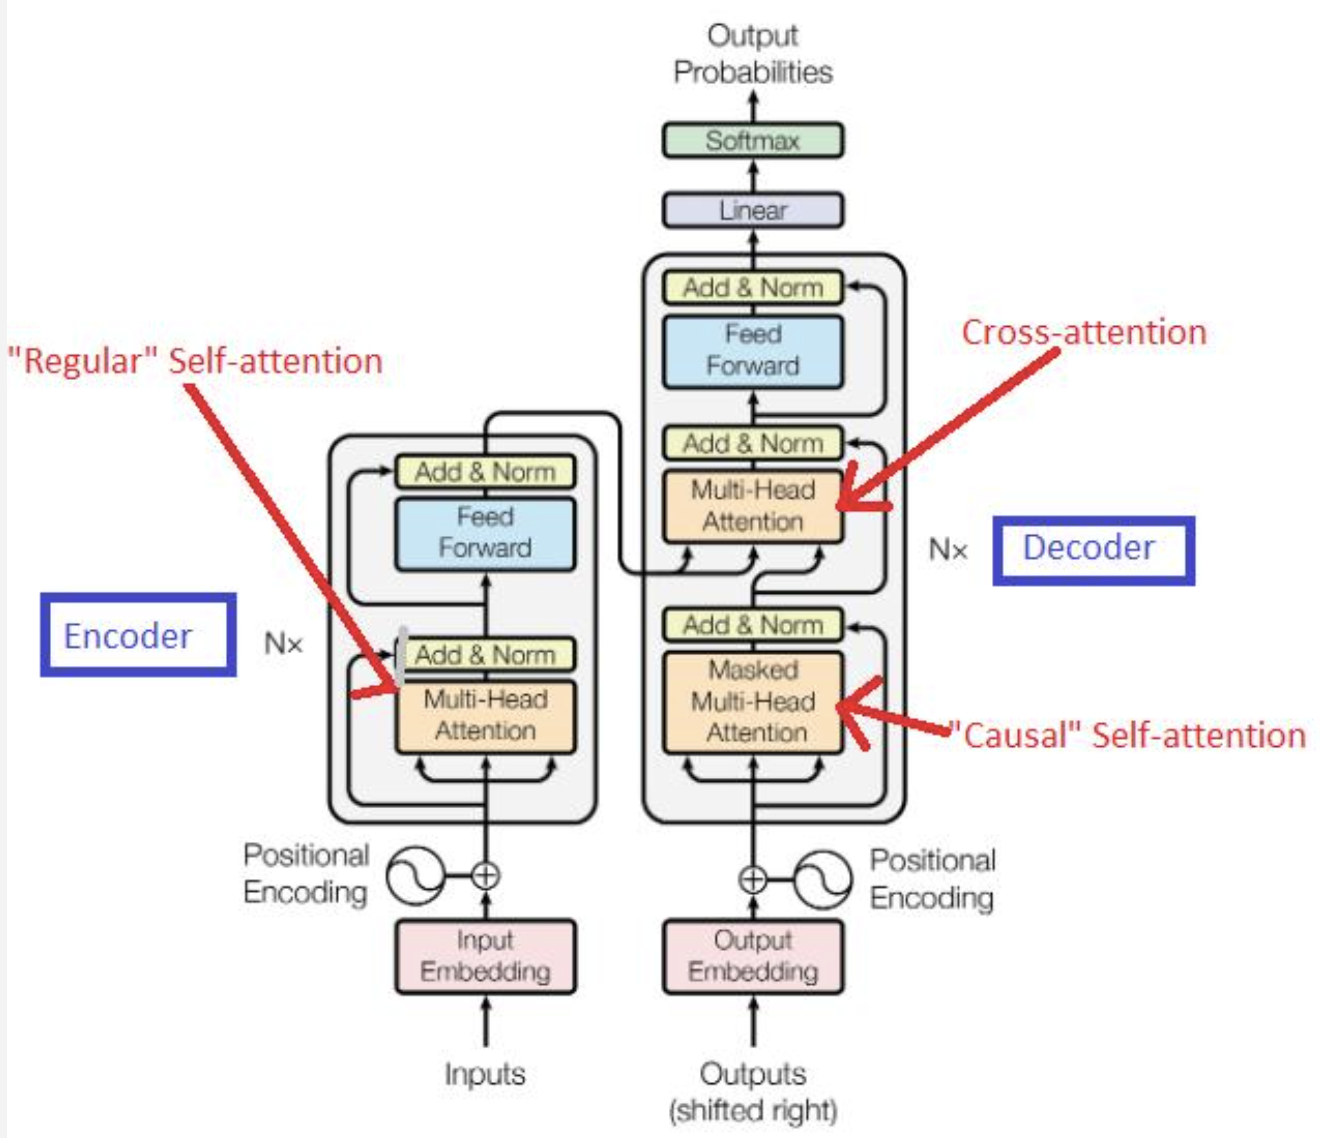 Output
Probabilities
Softmax
Linear
Add & Norm
Feed
Forward
Cross-attention
"Regular" Self-attention
Add & Norm
Multi-Head
Attention
Add & Norm
Feed
Forward
Nx
Decoder
Encoder
Nx
Add & Norm
Multi-Head
Attention
Add & Norm
Masked
Multi-Head
Attention
"Causal" Self-attention
Positional
Encoding
Positional
Encoding
Input
Embedding
Output
Embedding
Inputs
Outputs
(shifted right)